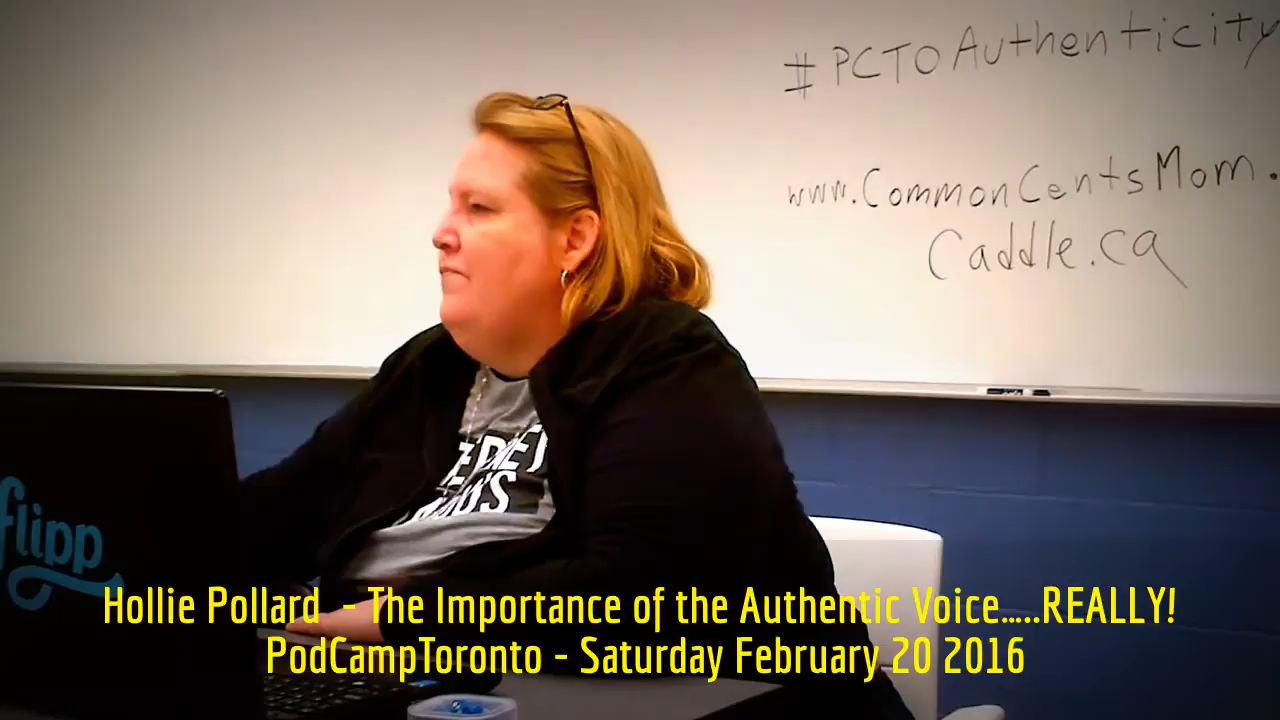 #PCTOAuthenticity
www.CommonCentsMom.
Caddle.ca
flipp
Hollie Pollard - The Importance of the Authentic Voice.....REALLY!
PodCampToronto - Saturday February 20 2016